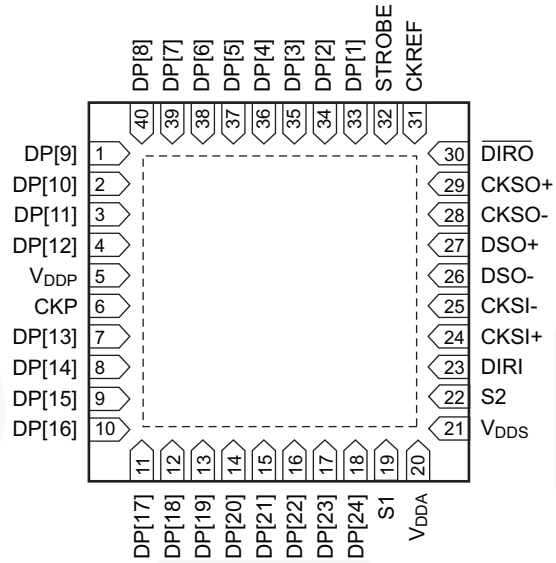 DP[8]
DP[7]
DP[6]
DP[5]
DP[4]
DP[3]
DP[2]
DP[1]
STROBE
CKREF
40
39
38
37
36
35
34
33
32
31
DP[9] 1
DP[10] 2
DP[11] 3
DP[12] 4
VDDP 5
CKP 6
DP[13] 7
DP[14] 8
DP[15] 9
DP[16] 10
30 DIRO
29 CKSO+
28 CKSO-
27 DSO+
26 DSO-
25 CKSI-
24 CKSI+
23 DIRI
22 S2
21 VDDS
11
12
13
14
15
16
17
18
19
20
DP[17]
DP[18]
DP[19]
DP[20]
DP[21]
DP[22]
DP[23]
DP[24]
S1
VDDA